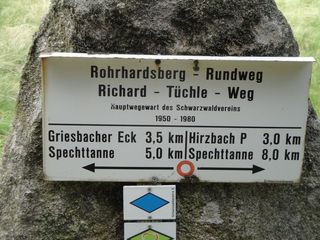 Rohrhardsberg - Rundweg
Richard - Tüchle - Weg
Hauptwegewart des Schwarzwaldvereins
1950 - 1980
Griesbacher Eck 3,5 km Hirzbach P 3,0 km
Spechttanne 5,0 km Spechttanne 8,0 km